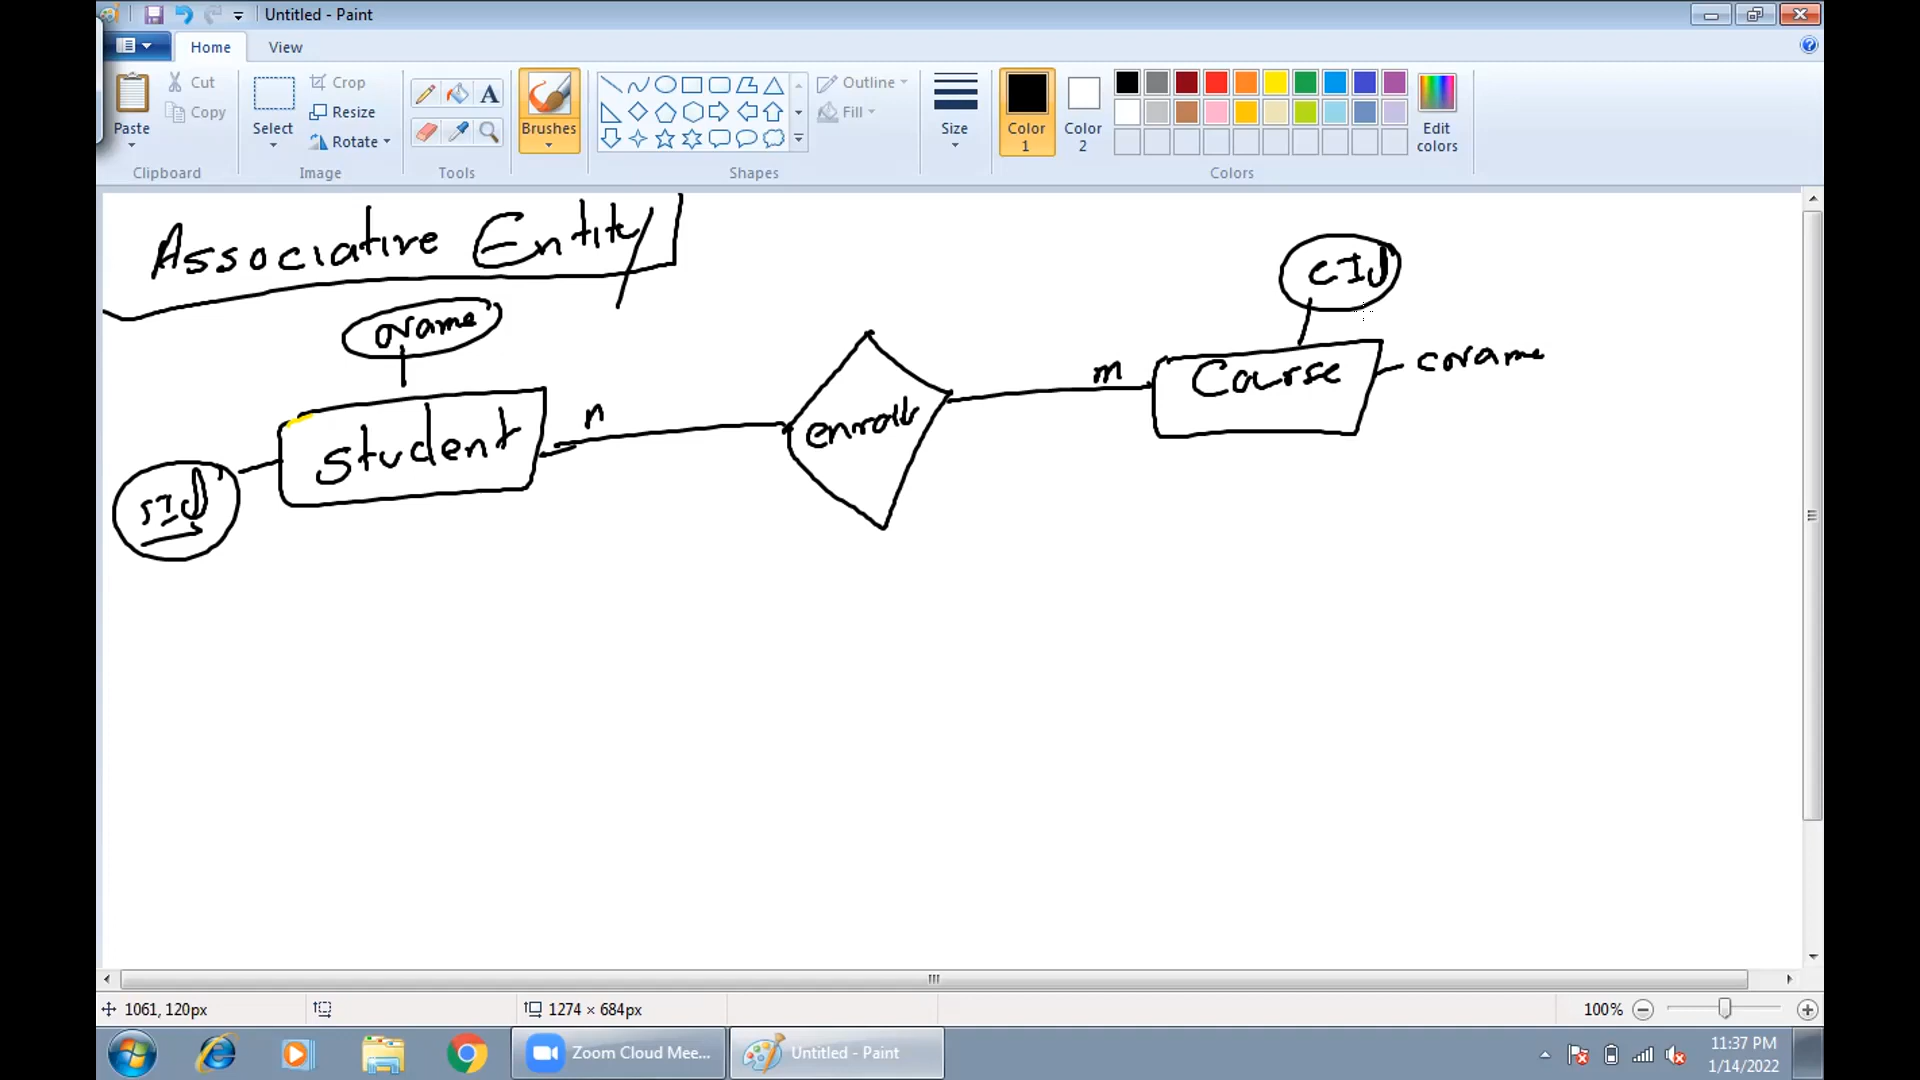 Untitled - Paint
Home View
Paste
Cut
Copy
Clipboard
Select
Crop
Resize
Rotate
Image
Tools
Brushes
Shapes
Outline
Fill
Size
Color 1
Color 2
Edit colors
Colors
Associative Entity
CId
name
m
Course
cname
n
enrolls
Student
SId
1061, 120px
1274 × 684px
100%
Zoom Cloud Mee...
Untitled - Paint
11:37 PM
1/14/2022